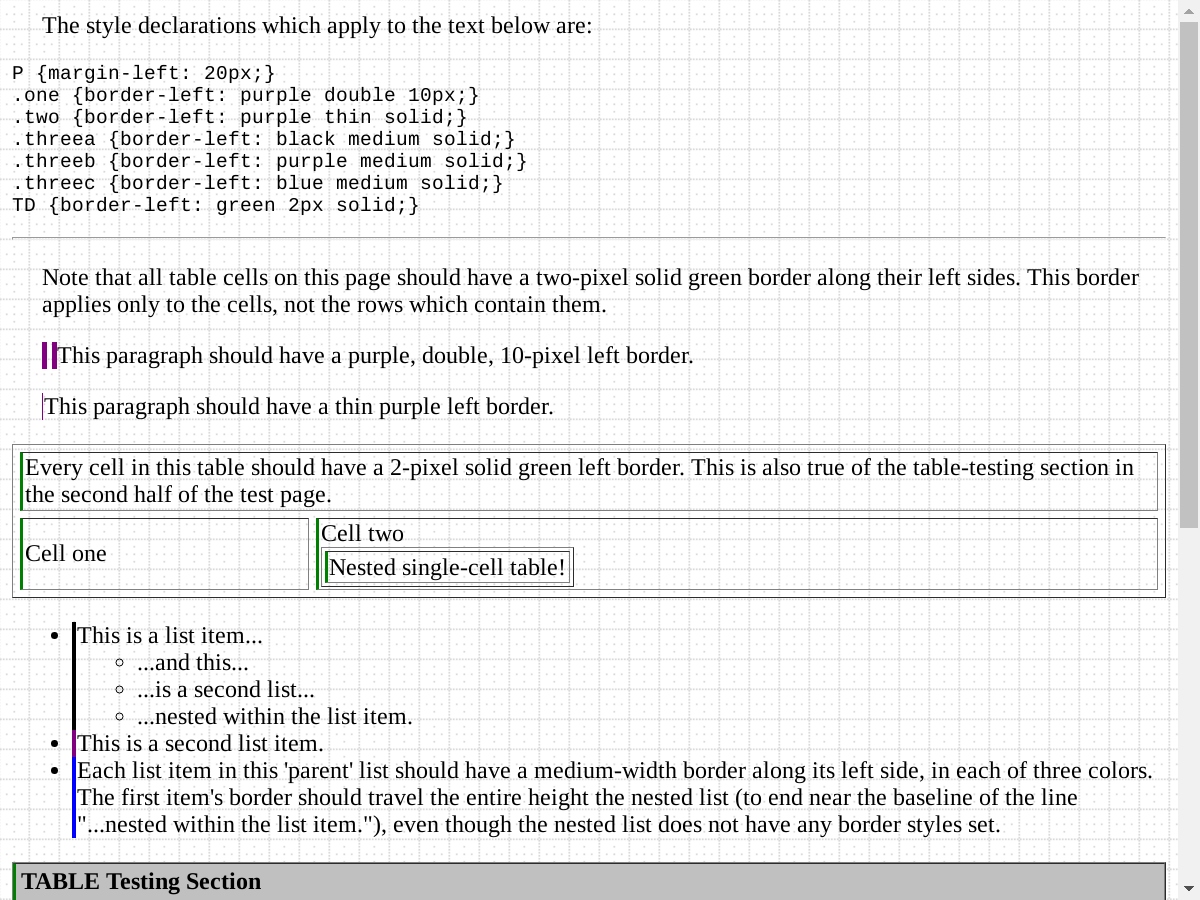 The style declarations which apply to the text below are:
P {margin-left: 20px;}
.one {border-left: purple double 10px;}
.two {border-left: purple thin solid;}
.threea {border-left: black medium solid;}
.threeb {border-left: purple medium solid;}
.threec {border-left: blue medium solid;}
TD {border-left: green 2px solid;}
Note that all table cells on this page should have a two-pixel solid green border along their left sides. This border
applies only to the cells, not the rows which contain them.
This paragraph should have a purple, double, 10-pixel left border.
This paragraph should have a thin purple left border.
Every cell in this table should have a 2-pixel solid green left border. This is also true of the table-testing section in
the second half of the test page.
Cell one
Cell two
Nested single-cell table!
This is a list item...
...and this...
...is a second list...
...nested within the list item.
This is a second list item.
Each list item in this 'parent' list should have a medium-width border along its left side, in each of three colors.
The first item's border should travel the entire height the nested list (to end near the baseline of the line
"...nested within the list item."), even though the nested list does not have any border styles set.
TABLE Testing Section